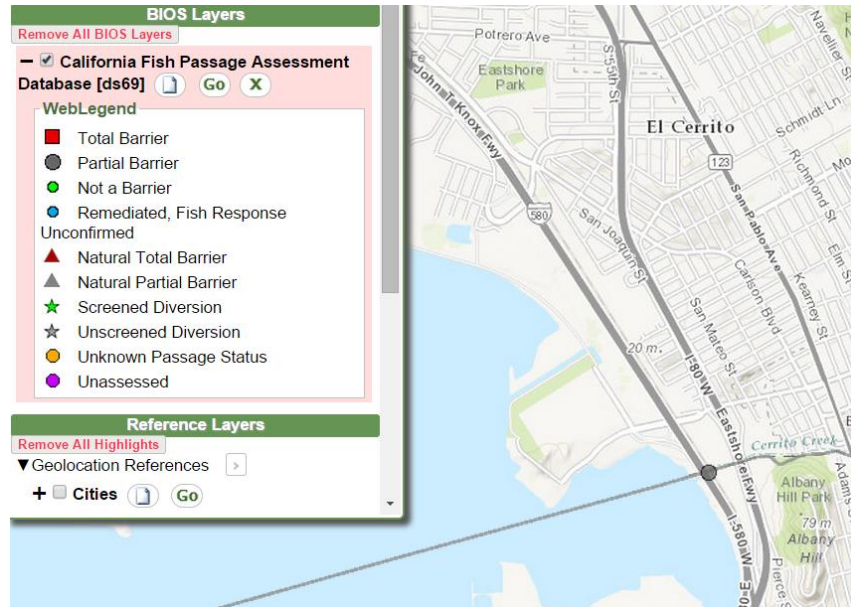 BIOS Layers
Remove All BIOS Layers
California Fish Passage Assessment
Database [ds69] Go X
WebLegend
Total Barrier
Partial Barrier
Not a Barrier
Remediated, Fish Response
Unconfirmed
Natural Total Barrier
Natural Partial Barrier
Screened Diversion
Unscreened Diversion
Unknown Passage Status
Unassessed
Reference Layers
Remove All Highlights
▼Geolocation References >
+ Cities Go
Potrero Ave
S 55th St
Eastshore
Park
Fe
John T Knox Fwy
El Cerrito
Navellier St
Schmidt Ln
Mo
123
Richmond St
580
San Pablo Ave
San Joaquin St
Elm St
Carlson Blvd
Kearney St
San Mateo St
20 m.
I-80 W
Eastshore Fwy
Cerrito Creek
Albany
Hill Park
Adams S
79 m
Albany
Hill
I-580 W
Pierce S
80 E